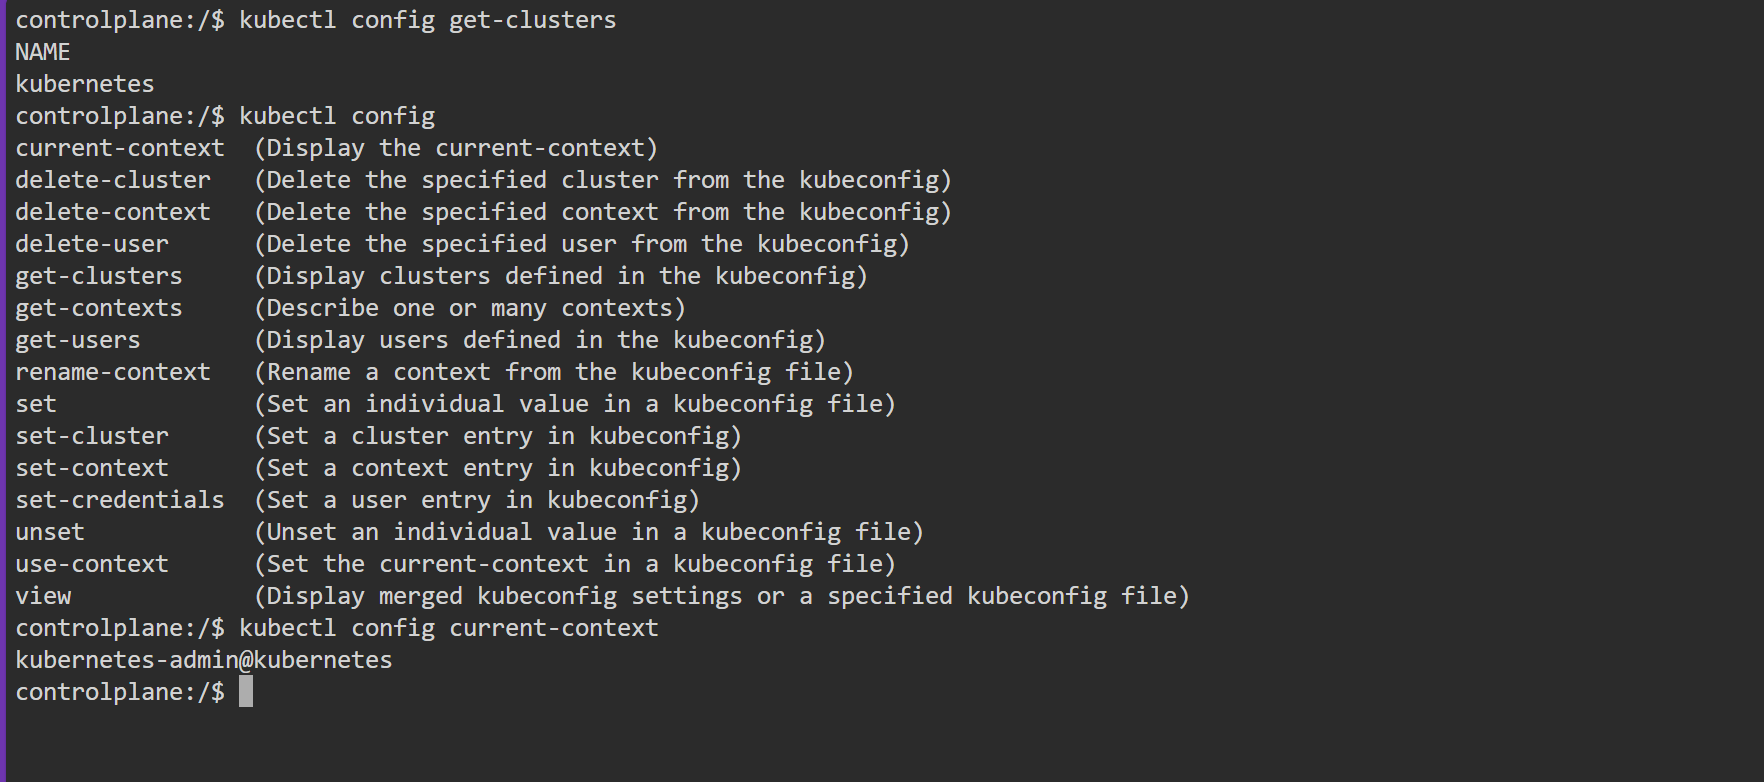 controlplane:/$ kubectl config get-clusters
NAME
kubernetes
controlplane:/$ kubectl config
current-context  (Display the current-context)
delete-cluster   (Delete the specified cluster from the kubeconfig)
delete-context   (Delete the specified context from the kubeconfig)
delete-user      (Delete the specified user from the kubeconfig)
get-clusters     (Display clusters defined in the kubeconfig)
get-contexts     (Describe one or many contexts)
get-users        (Display users defined in the kubeconfig)
rename-context   (Rename a context from the kubeconfig file)
set              (Set an individual value in a kubeconfig file)
set-cluster      (Set a cluster entry in kubeconfig)
set-context      (Set a context entry in kubeconfig)
set-credentials  (Set a user entry in kubeconfig)
unset            (Unset an individual value in a kubeconfig file)
use-context      (Set the current-context in a kubeconfig file)
view             (Display merged kubeconfig settings or a specified kubeconfig file)
controlplane:/$ kubectl config current-context
kubernetes-admin@kubernetes
controlplane:/$